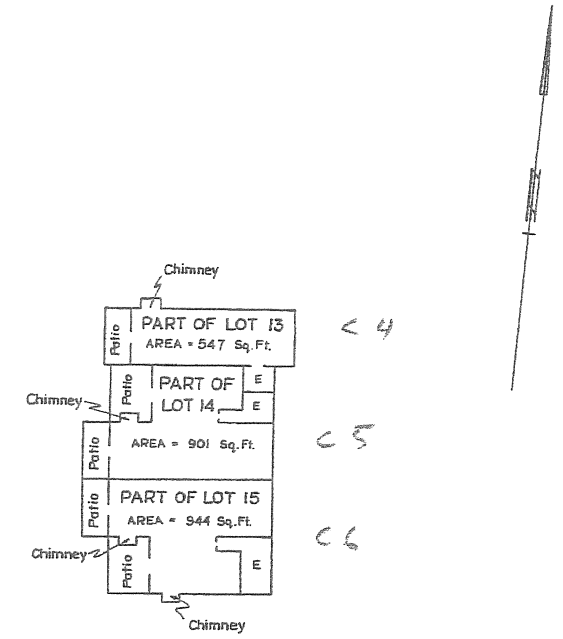 Chimney
PART OF LOT 13
AREA = 547 Sq.Ft.
Patio
C 4
E
Patio
PART OF
LOT 14
E
Chimney
Patio
AREA = 901 Sq.Ft.
C 5
Patio
PART OF LOT 15
AREA = 944 Sq.Ft.
C 6
Chimney
Patio
E
Chimney
N